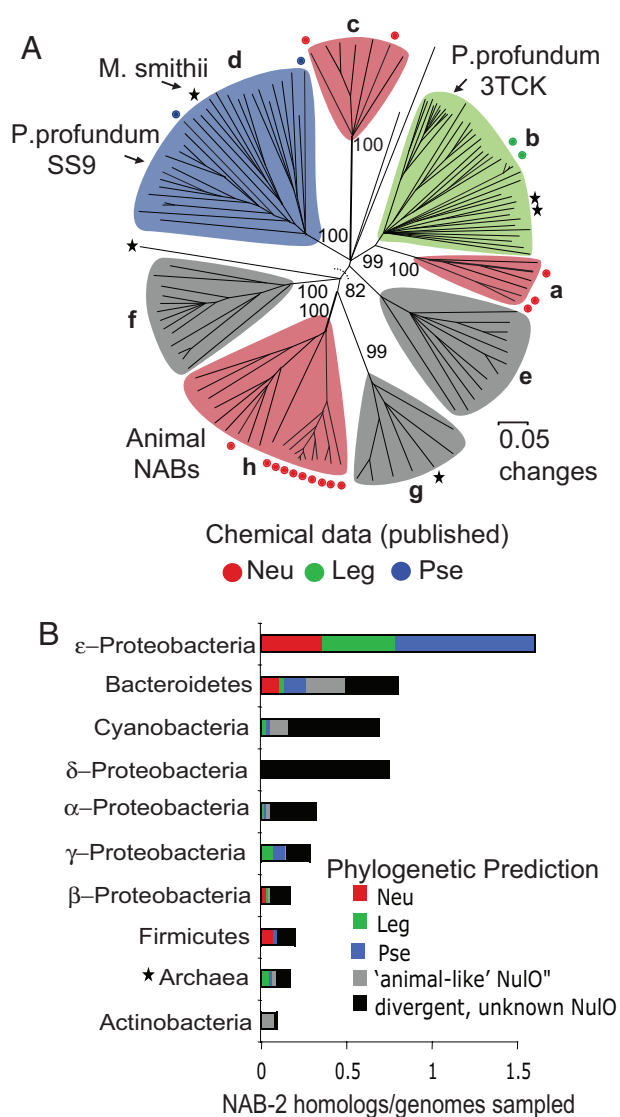 A
c
M. smithii
d
P.profundum
3TCK
P.profundum
SS9
b
100
100
99
100
a
82
100
100
f
99
e
Animal
NABs
h
g
0.05
changes
Chemical data (published)
Neu Leg Pse
B
ε–Proteobacteria
Bacteroidetes
Cyanobacteria
δ–Proteobacteria
α–Proteobacteria
γ–Proteobacteria
β–Proteobacteria
Firmicutes
★Archaea
Actinobacteria
Phylogenetic Prediction
Neu
Leg
Pse
‘animal-like’ NulO"
divergent, unknown NulO
0 0.5 1 1.5
NAB-2 homologs/genomes sampled